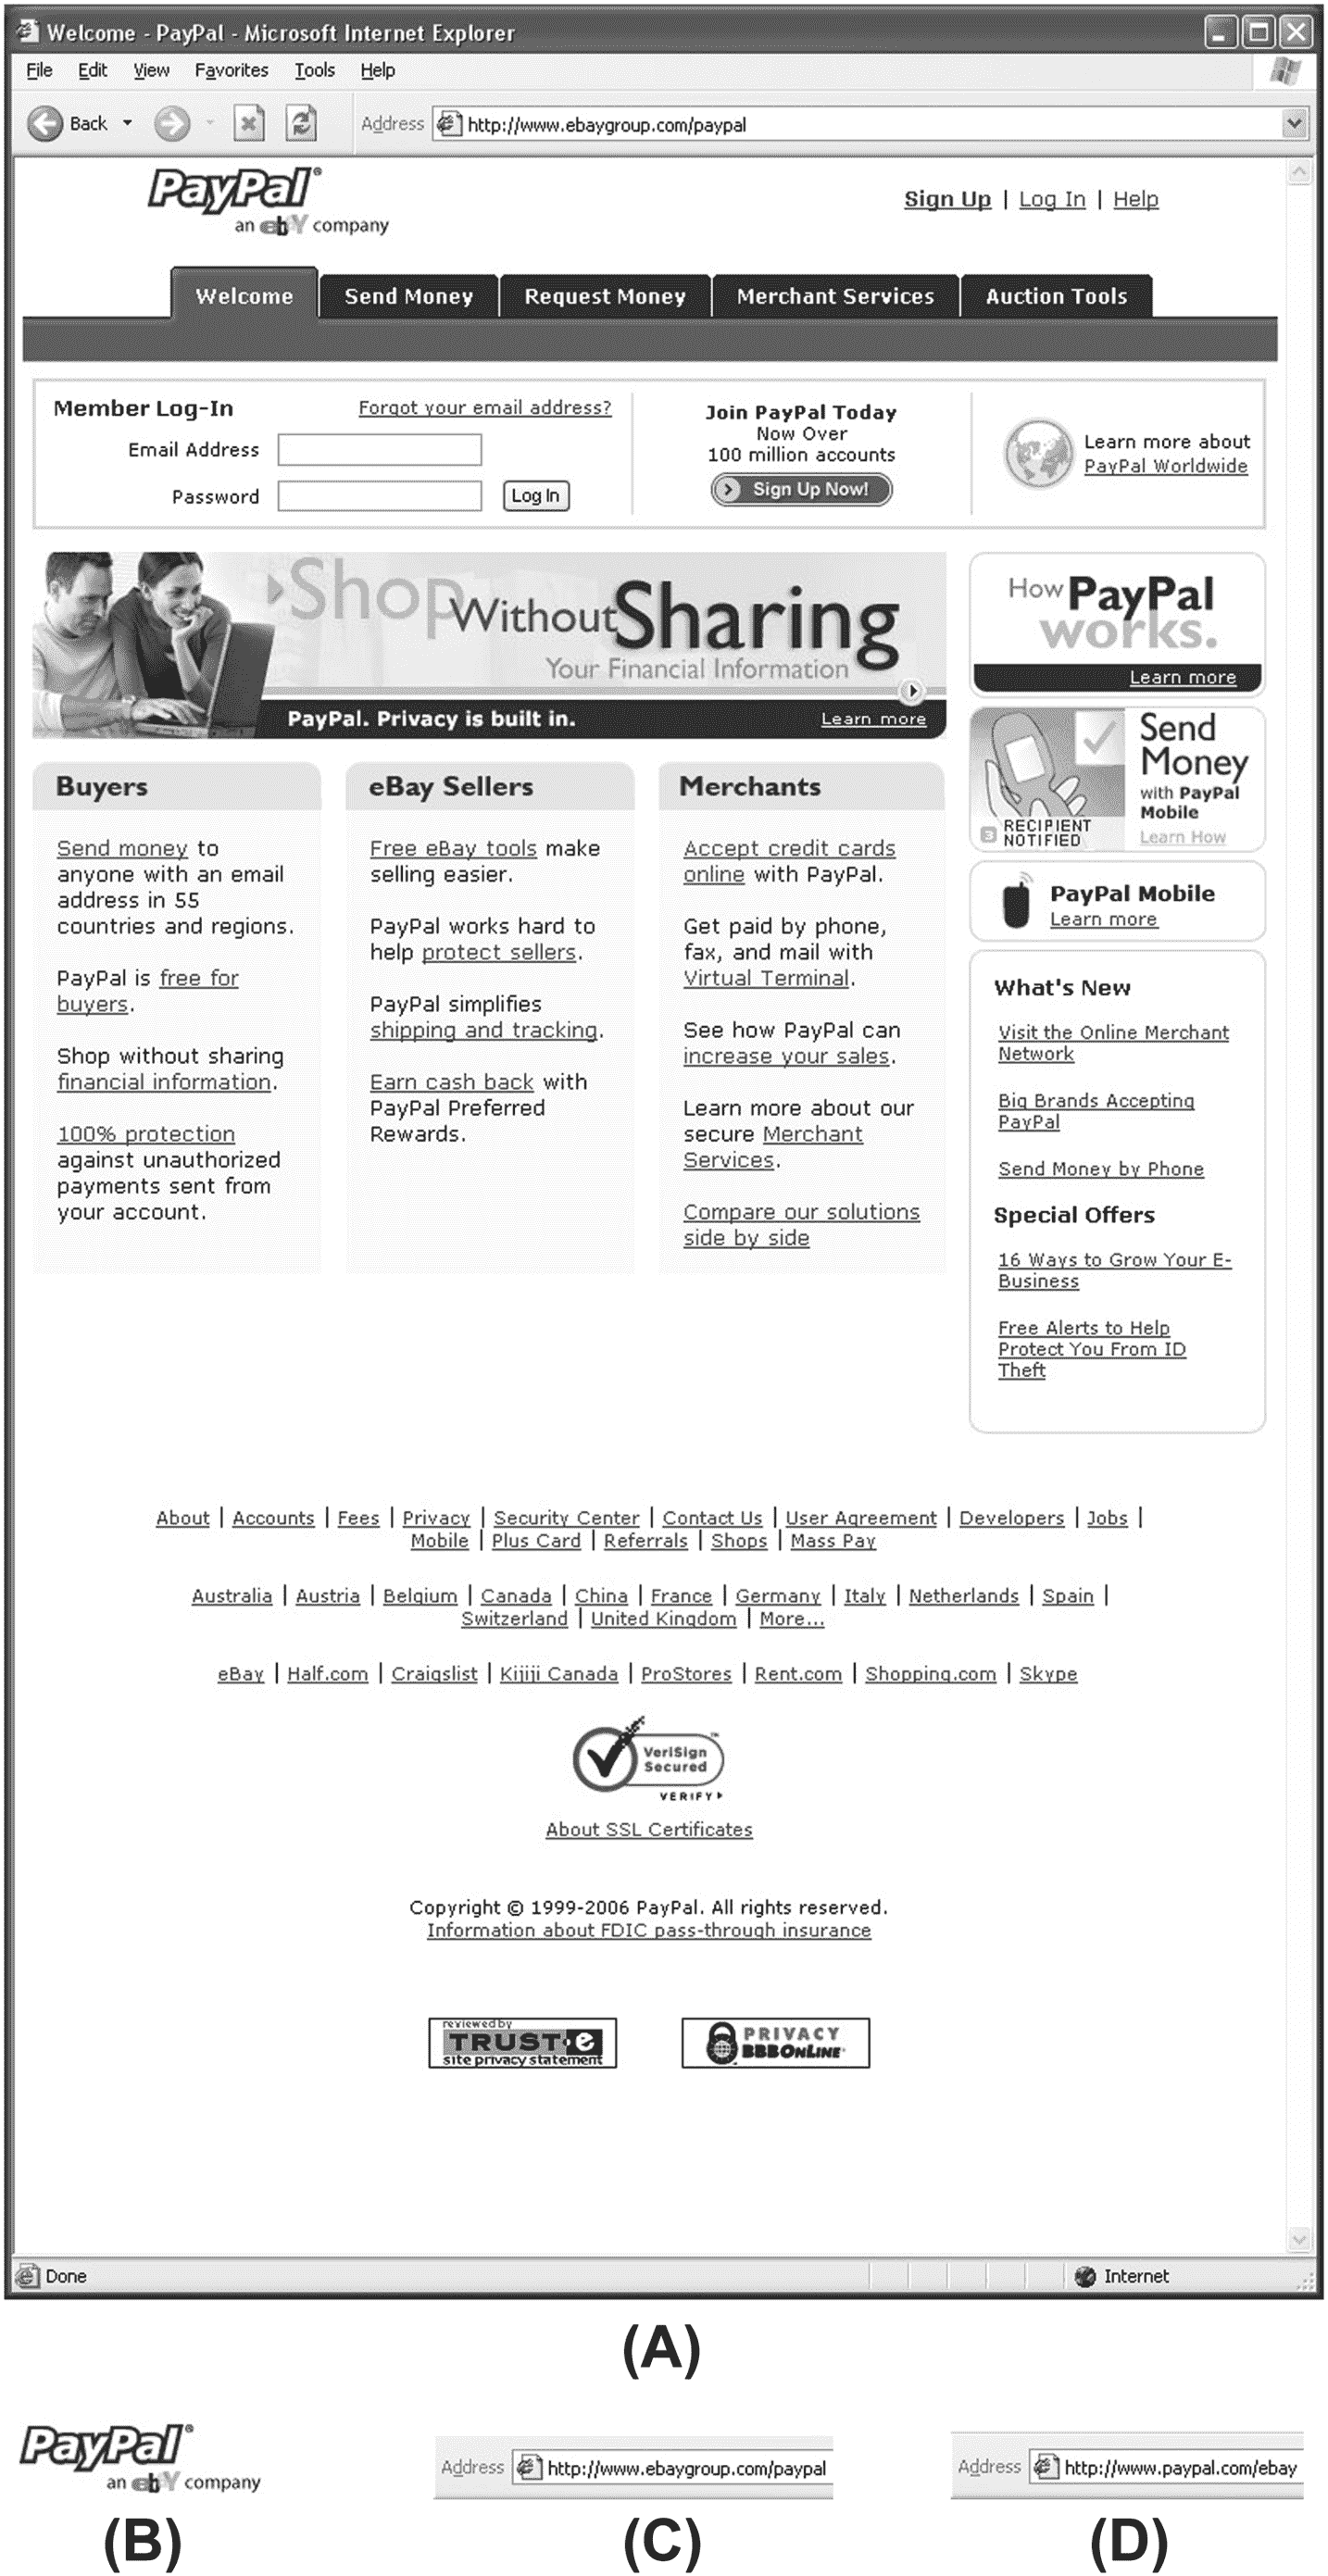 Welcome - PayPal - Microsoft Internet Explorer
File Edit View Favorites Tools Help
Back Address http://www.ebaygroup.com/paypal
PayPal®
an ebY company
Sign Up | Log In | Help
Welcome Send Money Request Money Merchant Services Auction Tools
Member Log-In Forgot your email address?
Email Address
Password Log In
Join PayPal Today
Now Over
100 million accounts
Sign Up Now!
Learn more about
PayPal Worldwide
Shop Without Sharing
Your Financial Information
PayPal. Privacy is built in. Learn more
How PayPal
works.
Learn more
Send
Money
with PayPal
Mobile
Learn How
3 RECIPIENT
NOTIFIED
PayPal Mobile
Learn more
Buyers
Send money to
anyone with an email
address in 55
countries and regions.
PayPal is free for
buyers.
Shop without sharing
financial information.
100% protection
against unauthorized
payments sent from
your account.
eBay Sellers
Free eBay tools make
selling easier.
PayPal works hard to
help protect sellers.
PayPal simplifies
shipping and tracking.
Earn cash back with
PayPal Preferred
Rewards.
Merchants
Accept credit cards
online with PayPal.
Get paid by phone,
fax, and mail with
Virtual Terminal.
See how PayPal can
increase your sales.
Learn more about our
secure Merchant
Services.
Compare our solutions
side by side
What's New
Visit the Online Merchant
Network
Big Brands Accepting
PayPal
Send Money by Phone
Special Offers
16 Ways to Grow Your E-
Business
Free Alerts to Help
Protect You From ID
Theft
About | Accounts | Fees | Privacy | Security Center | Contact Us | User Agreement | Developers | Jobs |
Mobile | Plus Card | Referrals | Shops | Mass Pay
Australia | Austria | Belgium | Canada | China | France | Germany | Italy | Netherlands | Spain |
Switzerland | United Kingdom | More...
eBay | Half.com | Craigslist | Kijiji Canada | ProStores | Rent.com | Shopping.com | Skype
VeriSign™
Secured
VERIFY
About SSL Certificates
Copyright © 1999-2006 PayPal. All rights reserved.
Information about FDIC pass-through insurance
reviewed by
TRUST·e
site privacy statement
PRIVACY
BBBONLINE
Done Internet
(A)
PayPal®
an ebY company
(B)
Address http://www.ebaygroup.com/paypal
(C)
Address http://www.paypal.com/ebay
(D)